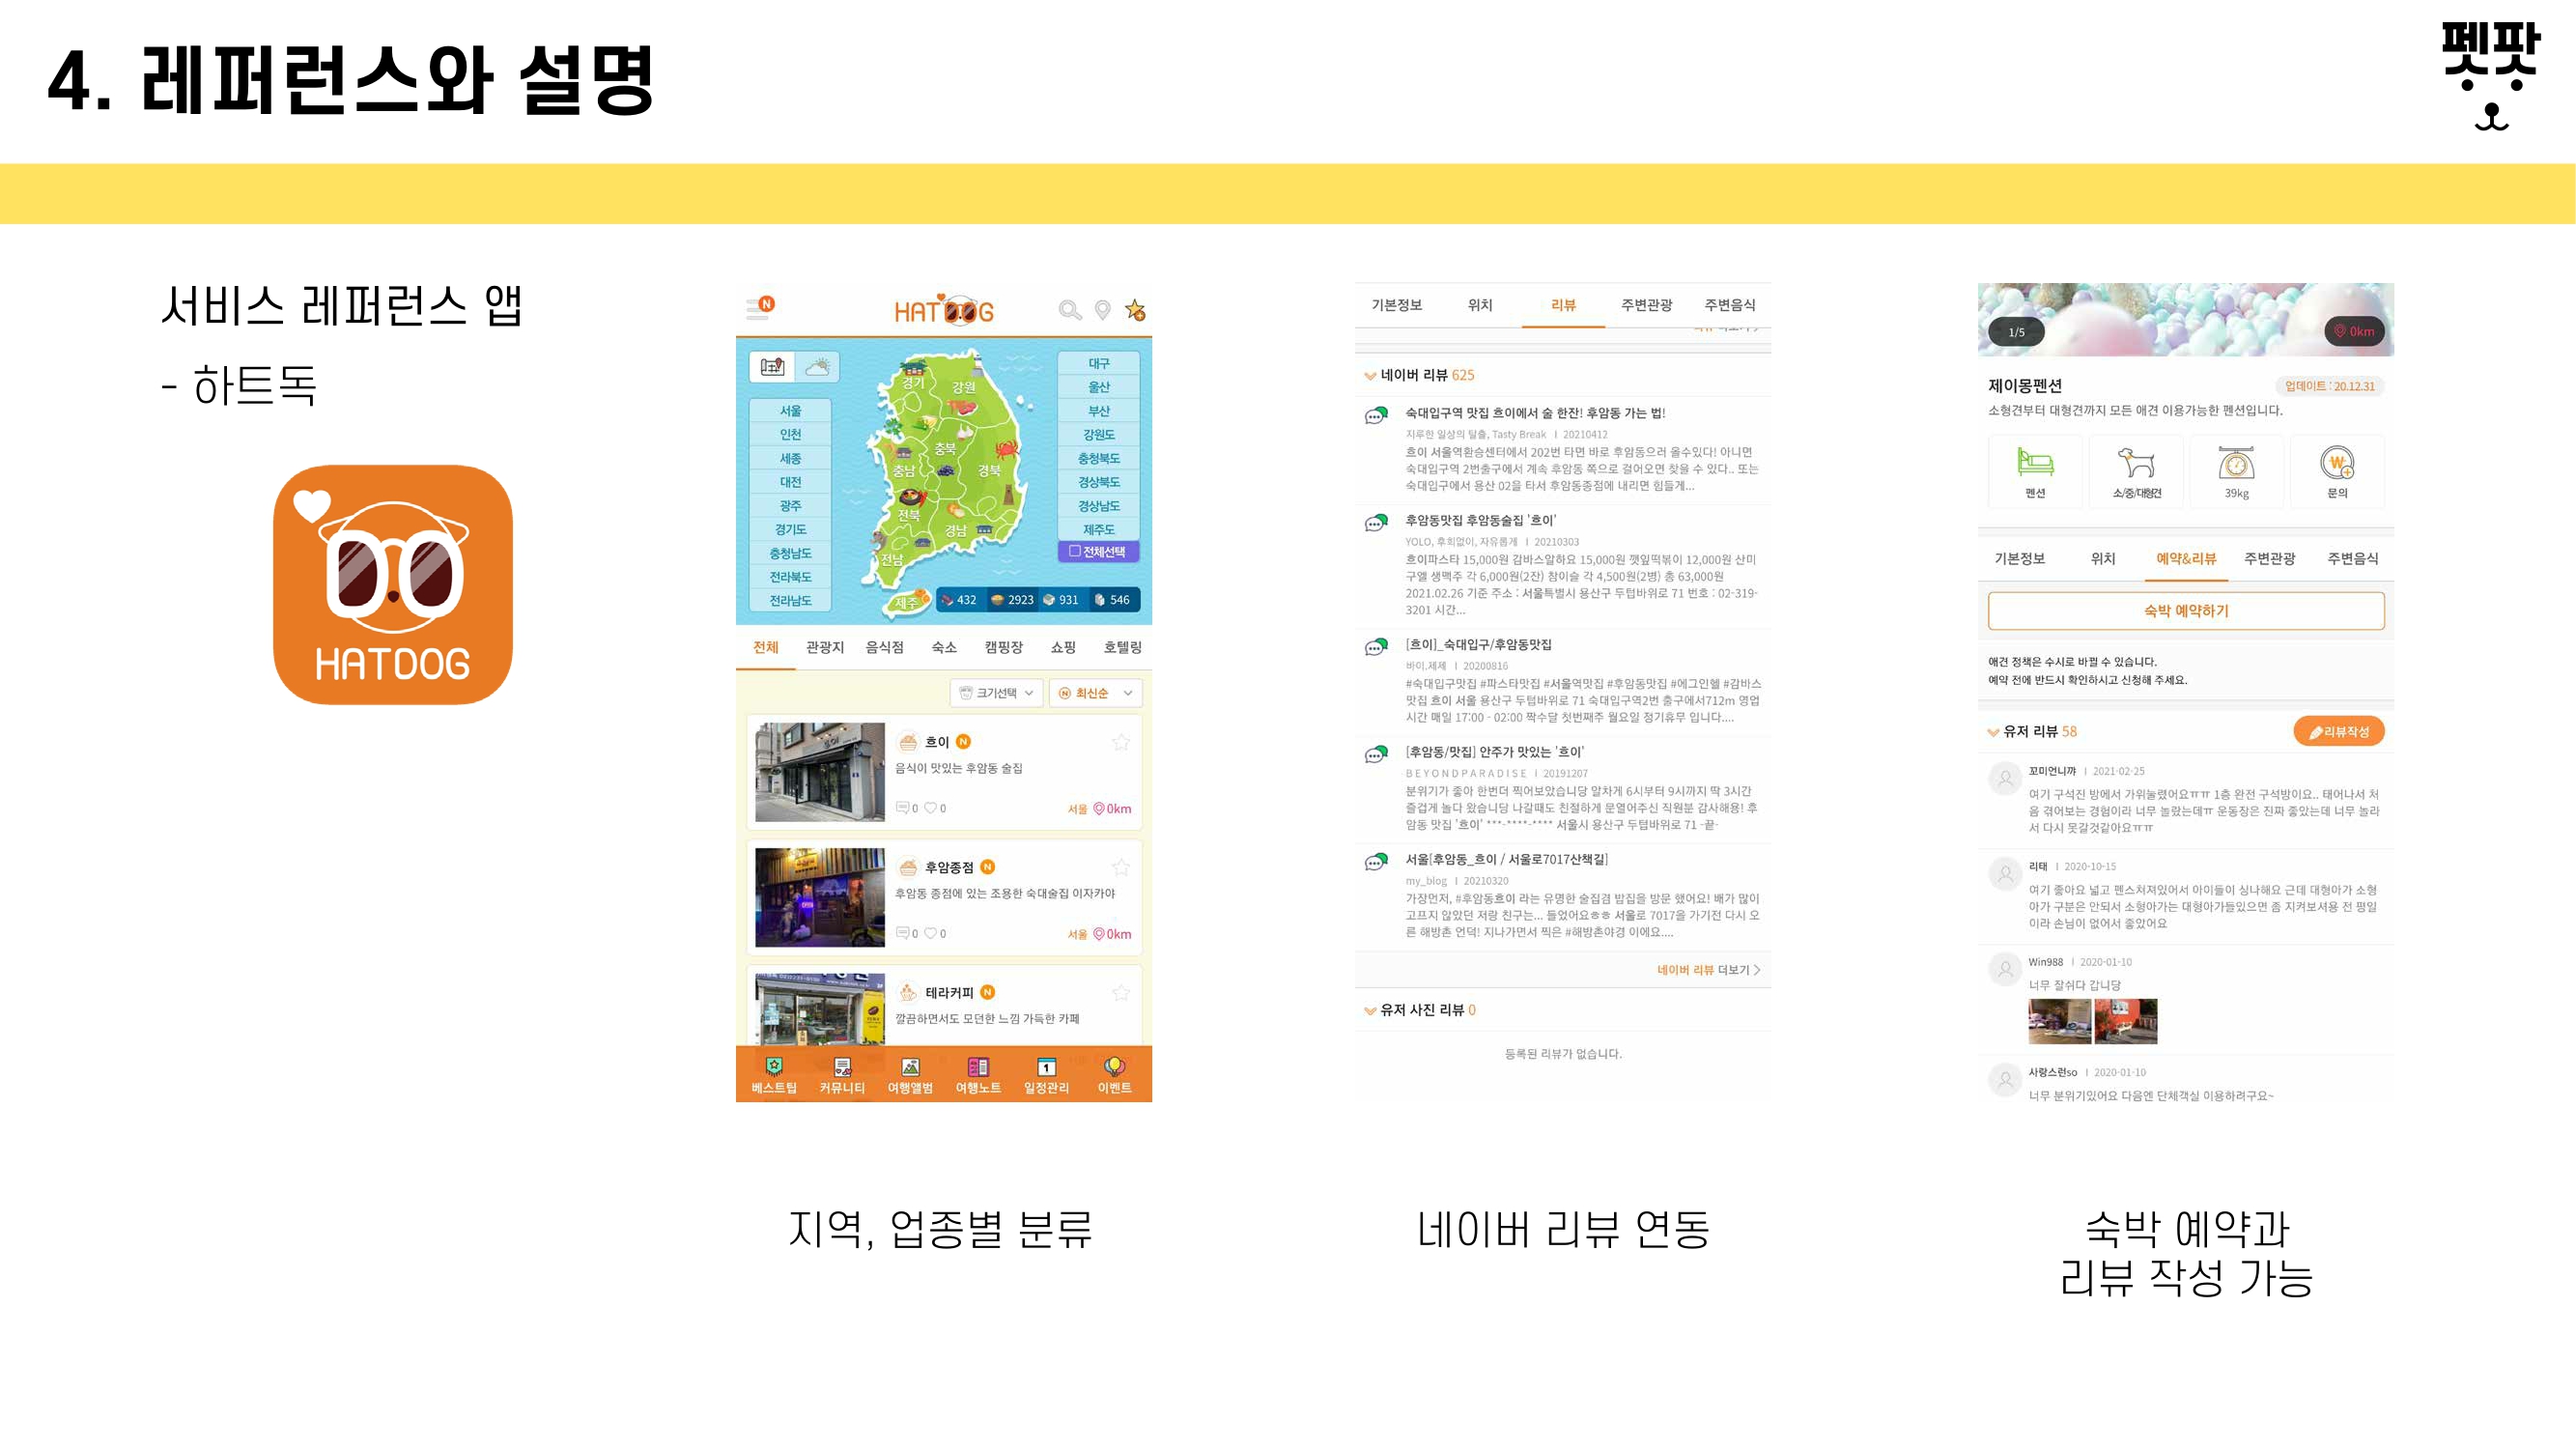 4. 레퍼런스와 설명
펫팟
서비스 레퍼런스 앱
- 하트독
HATDOG
N
HATDOG
경기
강원
충북
충남
경북
전북
경남
전남
제주
서울
인천
세종
대전
광주
경기도
충청남도
전라북도
전라남도
대구
울산
부산
강원도
충청북도
경상북도
경상남도
제주도
전체선택
432 2923 931 546
전체 관광지 음식점 숙소 캠핑장 쇼핑 호텔링
크기선택 N 최신순
흐이 N
음식이 맛있는 후암동 술집
0 0 서울 0km
후암종점 N
후암동 종점에 있는 조용한 숙대술집 이자카야
0 0 서울 0km
테라커피 N
깔끔하면서도 모던한 느낌 가득한 카페
베스트팁 커뮤니티 여행앨범 여행노트 일정관리 이벤트
지역, 업종별 분류
기본정보 위치 리뷰 주변관광 주변음식
네이버 리뷰 625
숙대입구역 맛집 흐이에서 술 한잔! 후암동 가는 법!
지루한 일상의 탈출, Tasty Break | 20210412
흐이 서울역환승센터에서 202번 타면 바로 후암동으러 올수있다! 아니면
숙대입구역 2번출구에서 계속 후암동 쪽으로 걸어오면 찾을 수 있다.. 또는
숙대입구에서 용산 02을 타서 후암동종점에 내리면 힘들게...
후암동맛집 후암동술집 '흐이'
YOLO, 후회없이, 자유롭게 | 20210303
흐이파스타 15,000원 감바스알하요 15,000원 깻잎떡볶이 12,000원 산미
구엘 생맥주 각 6,000원(2잔) 참이슬 각 4,500원(2병) 총 63,000원
2021.02.26 기준 주소 : 서울특별시 용산구 두텁바위로 71 번호 : 02-319-
3201 시간...
[흐이]_숙대입구/후암동맛집
바이.제제 | 20200816
#숙대입구맛집 #파스타맛집 #서울역맛집 #후암동맛집 #에그인헬 #감바스
맛집 흐이 서울 용산구 두텁바위로 71 숙대입구역2번 출구에서712m 영업
시간 매일 17:00 - 02:00 짝수달 첫번째주 월요일 정기휴무 입니다....
[후암동/맛집] 안주가 맛있는 '흐이'
BEYONDPARADISE | 20191207
분위기가 좋아 한번더 찍어보았습니당 알차게 6시부터 9시까지 딱 3시간
즐겁게 놀다 왔습니당 나갈때도 친절하게 문열어주신 직원분 감사해용! 후
암동 맛집 '흐이' ***-****-**** 서울시 용산구 두텁바위로 71 -끝-
서울[후암동_흐이 / 서울로7017산책길]
my_blog | 20210320
가장먼저, #후암동흐이 라는 유명한 술집겸 밥집을 방문 했어요! 배가 많이
고프지 않았던 저랑 친구는... 들었어요ㅎㅎ 서울로 7017을 가기전 다시 오
른 해방촌 언덕! 지나가면서 찍은 #해방촌야경 이에요....
네이버 리뷰 더보기 >
유저 사진 리뷰 0
등록된 리뷰가 없습니다.
네이버 리뷰 연동
1/5 0km
제이몽펜션 업데이트 : 20.12.31
소형견부터 대형견까지 모든 애견 이용가능한 펜션입니다.
펜션 소/중/대형견 39kg 문의
기본정보 위치 예약&리뷰 주변관광 주변음식
숙박 예약하기
애견 정책은 수시로 바뀔 수 있습니다.
예약 전에 반드시 확인하시고 신청해 주세요.
유저 리뷰 58 리뷰작성
꼬미언니꺄 | 2021-02-25
여기 구석진 방에서 가위눌렸어요ㅠㅠ 1층 완전 구석방이요.. 태어나서 처
음 겪어보는 경험이라 너무 놀랐는데ㅠ 운동장은 진짜 좋았는데 너무 놀라
서 다시 못갈것같아요ㅠㅠ
리태 | 2020-10-15
여기 좋아요 넓고 펜스쳐져있어서 아이들이 싱나해요 근데 대형아가 소형
아가 구분은 안되서 소형아가는 대형아가들있으면 좀 지켜보셔용 전 평일
이라 손님이 없어서 좋았어요
Win988 | 2020-01-10
너무 잘쉬다 갑니당
사랑스런so | 2020-01-10
너무 분위기있어요 다음엔 단체객실 이용하려구요~
숙박 예약과
리뷰 작성 가능